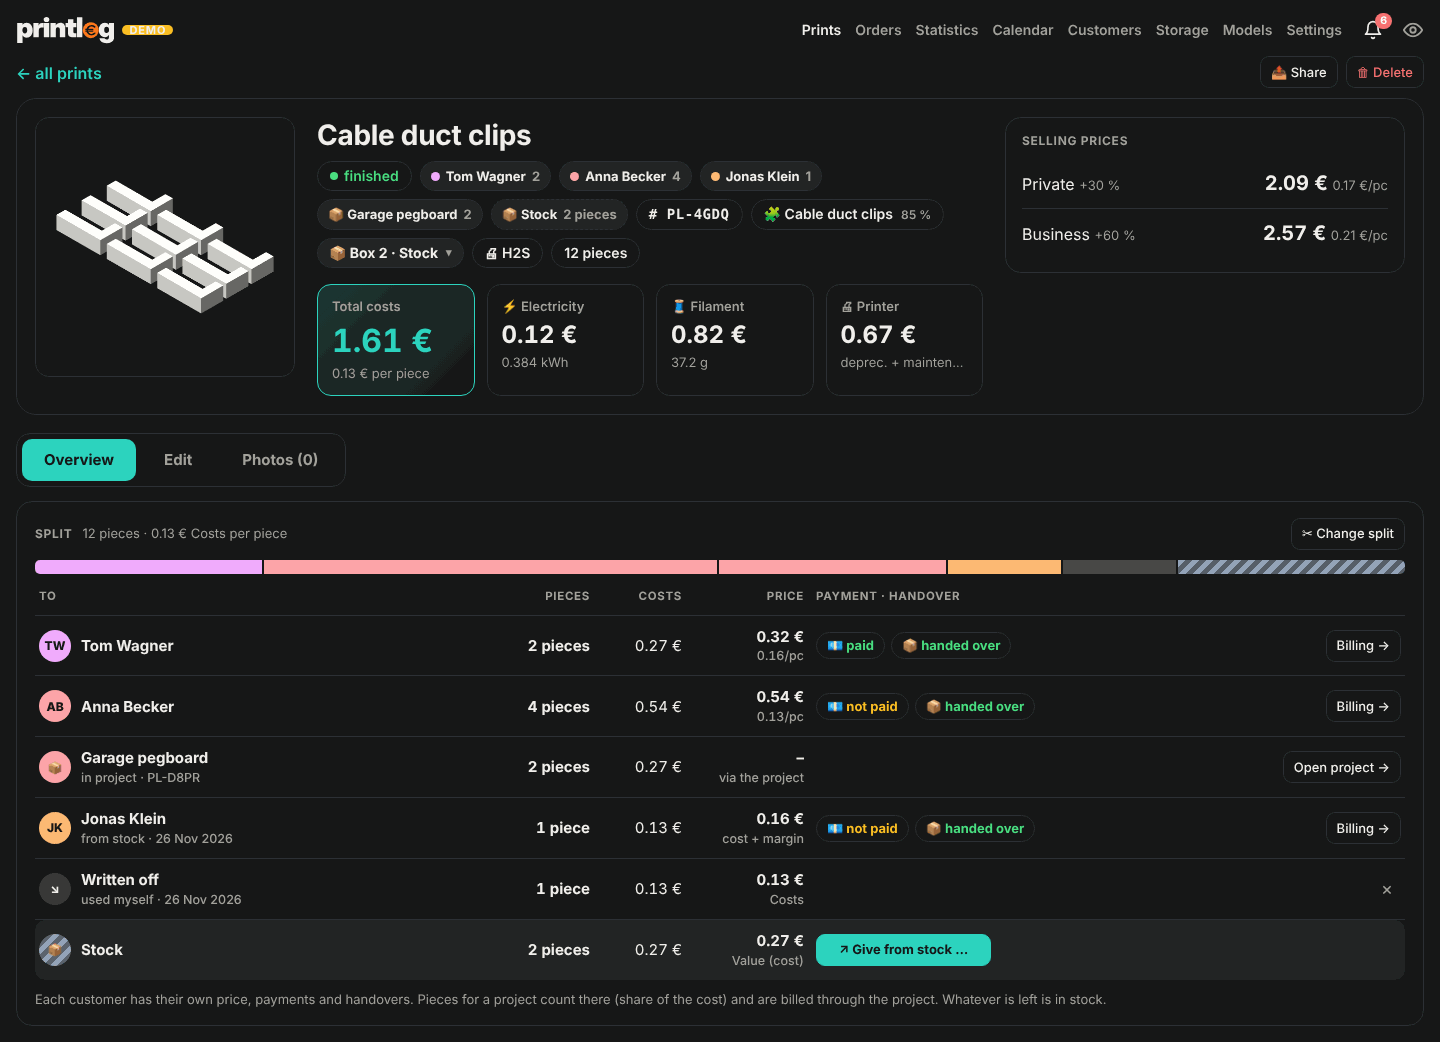 printlog DEMO
Prints Orders Statistics Calendar Customers Storage Models Settings 6
← all prints
📤 Share 🗑 Delete
Cable duct clips
finished Tom Wagner 2 Anna Becker 4 Jonas Klein 1
📦 Garage pegboard 2 📦 Stock 2 pieces # PL-4GDQ 🧩 Cable duct clips 85 %
📦 Box 2 · Stock ▾ 🖨 H2S 12 pieces
SELLING PRICES
Private +30 % 2.09 € 0.17 €/pc
Business +60 % 2.57 € 0.21 €/pc
Total costs
1.61 €
0.13 € per piece
⚡ Electricity
0.12 €
0.384 kWh
🧵 Filament
0.82 €
37.2 g
🖨 Printer
0.67 €
deprec. + mainten...
Overview Edit Photos (0)
SPLIT 12 pieces · 0.13 € Costs per piece ✂ Change split
TO PIECES COSTS PRICE PAYMENT · HANDOVER
TW Tom Wagner 2 pieces 0.27 € 0.32 € 💶 paid 📦 handed over Billing →
0.16/pc
AB Anna Becker 4 pieces 0.54 € 0.54 € 💶 not paid 📦 handed over Billing →
0.13/pc
📦 Garage pegboard 2 pieces 0.27 € – Open project →
in project · PL-D8PR via the project
JK Jonas Klein 1 piece 0.13 € 0.16 € 💶 not paid 📦 handed over Billing →
from stock · 26 Nov 2026 cost + margin
↘ Written off 1 piece 0.13 € 0.13 € ✕
used myself · 26 Nov 2026 Costs
📦 Stock 2 pieces 0.27 € 0.27 € ↗ Give from stock ...
Value (cost)
Each customer has their own price, payments and handovers. Pieces for a project count there (share of the cost) and are billed through the project. Whatever is left is in stock.